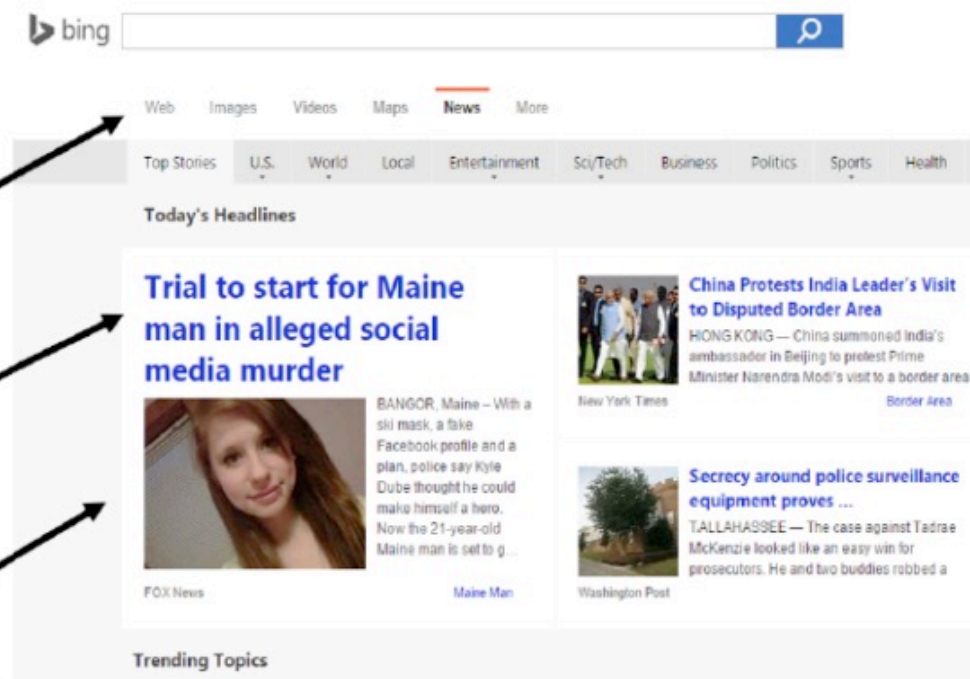 bing
Web Images Videos Maps News More
Top Stories U.S. World Local Entertainment Sci/Tech Business Politics Sports Health
Today's Headlines
Trial to start for Maine
man in alleged social
media murder
BANGOR, Maine – With a
ski mask, a fake
Facebook profile and a
plan, police say Kyle
Dube thought he could
make himself a hero.
Now the 21-year-old
Maine man is set to g...
FOX News Maine Man
China Protests India Leader's Visit
to Disputed Border Area
HONG KONG — China summoned India's
ambassador in Beijing to protest Prime
Minister Narendra Modi's visit to a border area
New York Times Border Area
Secrecy around police surveillance
equipment proves ...
TALLAHASSEE — The case against Tadrae
McKenzie looked like an easy win for
prosecutors. He and two buddies robbed a
Washington Post
Trending Topics